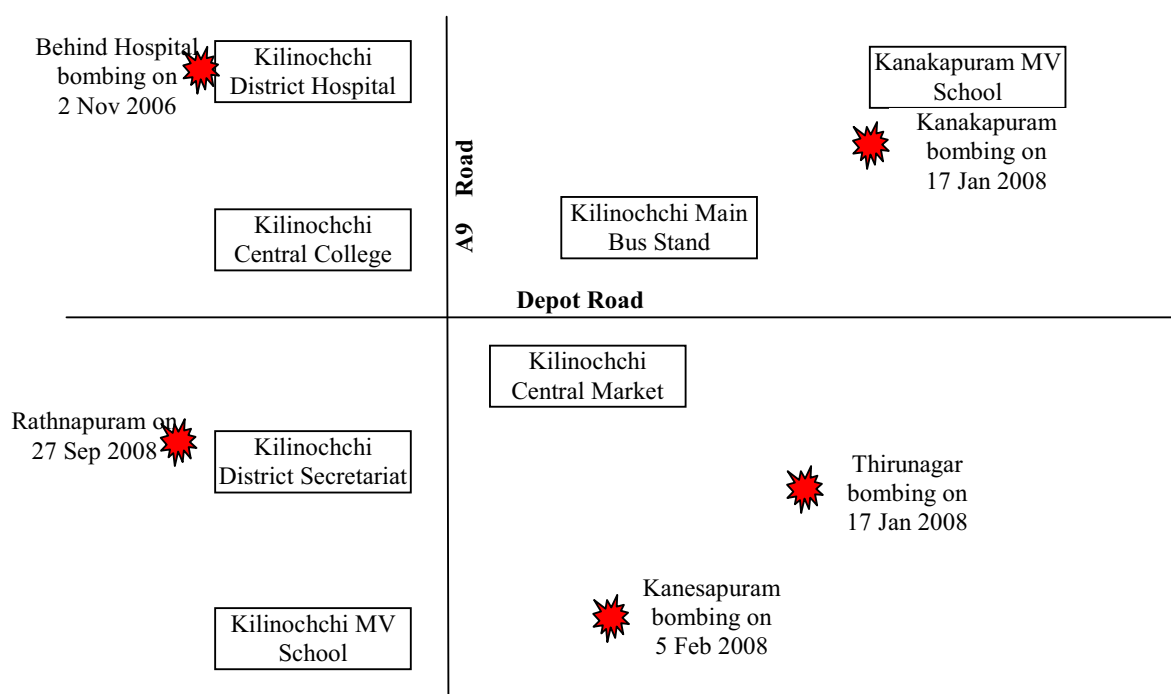 Behind Hospital
bombing on
2 Nov 2006
Kilinochchi
District Hospital
Kanakapuram MV
School
Kanakapuram
bombing on
17 Jan 2008
A9 Road
Kilinochchi
Central College
Kilinochchi Main
Bus Stand
Depot Road
Kilinochchi
Central Market
Rathnapuram on
27 Sep 2008
Kilinochchi
District Secretariat
Thirunagar
bombing on
17 Jan 2008
Kilinochchi MV
School
Kanesapuram
bombing on
5 Feb 2008